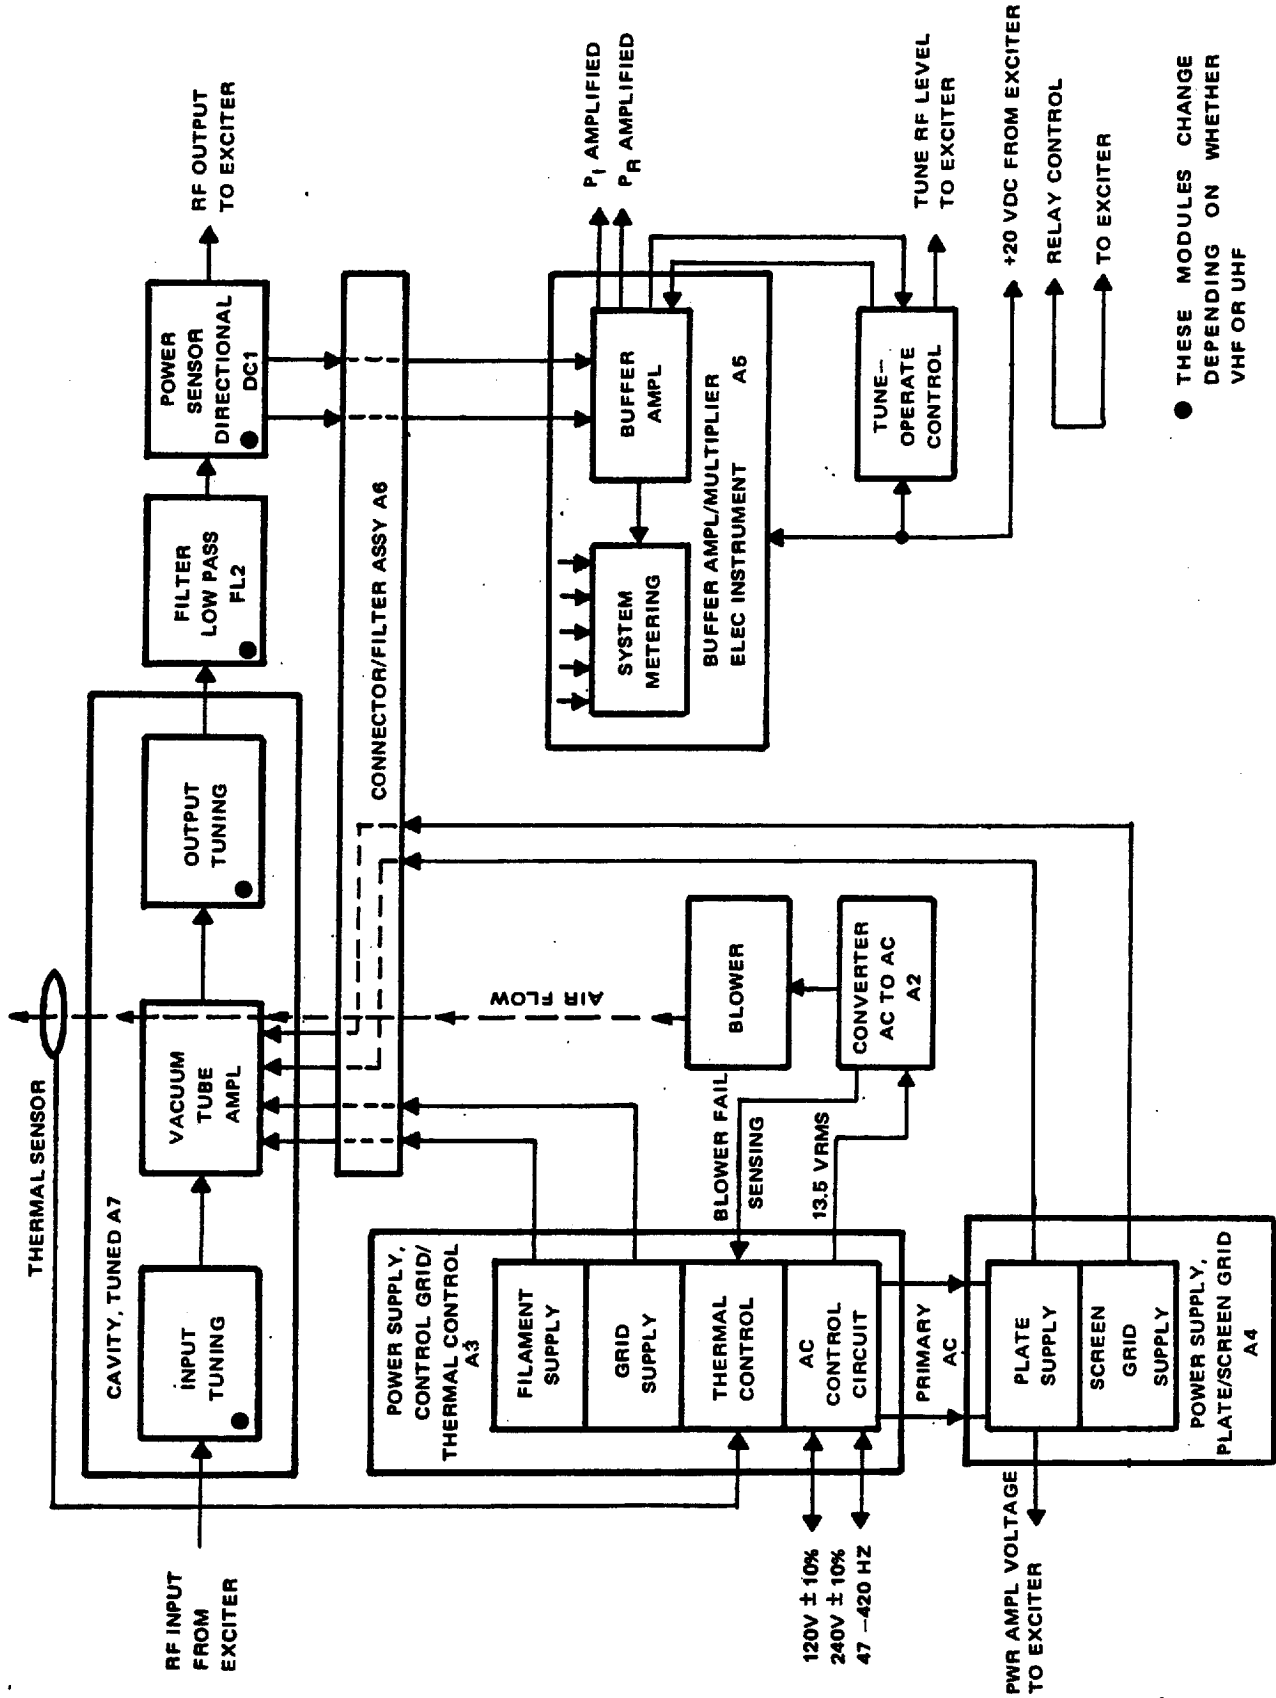 THERMAL SENSOR
CAVITY, TUNED A7
RF INPUT
FROM
EXCITER
INPUT
TUNING
VACUUM
TUBE
AMPL
OUTPUT
TUNING
FILTER
LOW PASS
FL2
POWER
SENSOR
DIRECTIONAL
DC1
RF OUTPUT
TO EXCITER
CONNECTOR/FILTER ASSY A6
AIR FLOW
POWER SUPPLY,
CONTROL GRID/
THERMAL CONTROL
A3
FILAMENT
SUPPLY
GRID
SUPPLY
THERMAL
CONTROL
AC
CONTROL
CIRCUIT
BLOWER FAIL
SENSING
13.5 VRMS
BLOWER
CONVERTER
AC TO AC
A2
120V ± 10%
240V ± 10%
47 – 420 HZ
PRIMARY
AC
PLATE
SUPPLY
SCREEN
GRID
SUPPLY
POWER SUPPLY,
PLATE/SCREEN GRID
A4
PWR AMPL VOLTAGE
TO EXCITER
SYSTEM
METERING
BUFFER
AMPL
BUFFER AMPL/MULTIPLIER
ELEC INSTRUMENT
A5
PI AMPLIFIED
PR AMPLIFIED
TUNE–
OPERATE
CONTROL
TUNE RF LEVEL
TO EXCITER
+20 VDC FROM EXCITER
RELAY CONTROL
TO EXCITER
● THESE MODULES CHANGE
DEPENDING ON WHETHER
VHF OR UHF